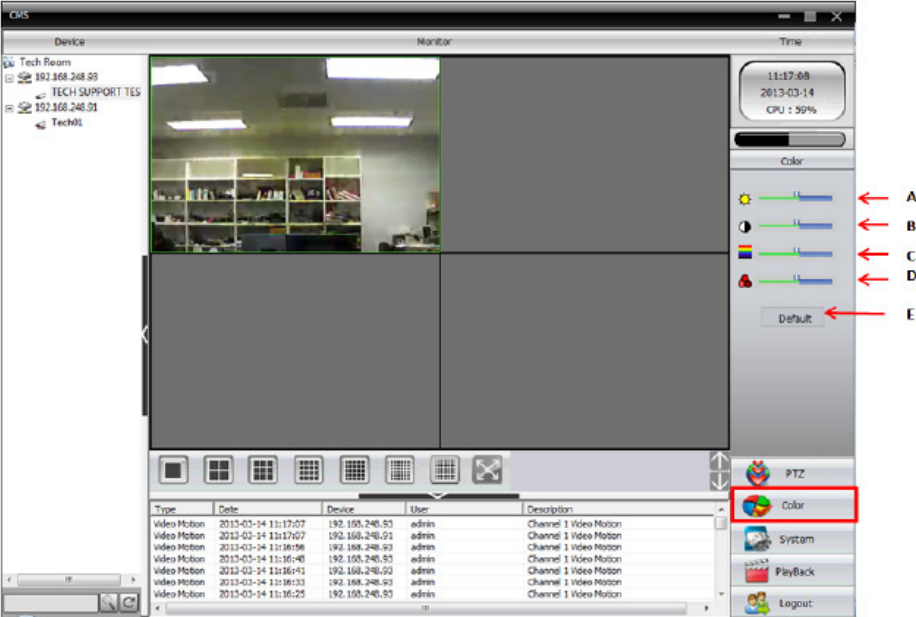 CMS
Device
Monitor
Time
Tech Room
192.168.248.93
TECH SUPPORT TES
192.168.248.91
Tech01
11:17:08
2013-03-14
CPU : 59%
Color
A
B
C
D
Default
E
PTZ
Color
System
PlayBack
Logout
Type Date Device User Description
Video Motion 2013-03-14 11:17:07 192.168.248.93 admin Channel 1 Video Motion
Video Motion 2013-03-14 11:17:07 192.168.248.91 admin Channel 1 Video Motion
Video Motion 2013-03-14 11:16:56 192.168.248.93 admin Channel 1 Video Motion
Video Motion 2013-03-14 11:16:48 192.168.248.93 admin Channel 1 Video Motion
Video Motion 2013-03-14 11:16:41 192.168.248.93 admin Channel 1 Video Motion
Video Motion 2013-03-14 11:16:33 192.168.248.93 admin Channel 1 Video Motion
Video Motion 2013-03-14 11:16:25 192.168.248.93 admin Channel 1 Video Motion